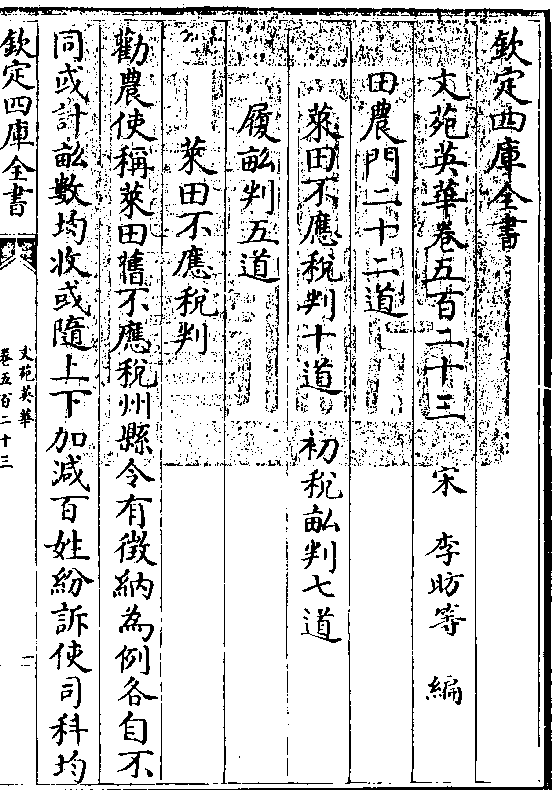 欽定四庫全書
文苑英華卷五百二十三　宋　李昉等　編
田農門二十二道
萊田不應稅判十道　初稅畝判七道
履畝判五道
萊田不應稅判
勸農使稱萊田舊不應稅州縣令有徵納為例各自不
同或計畝數均收或隨上下加減百姓紛訴使司科均
欽定四庫全書
文苑英華
卷五百二十三